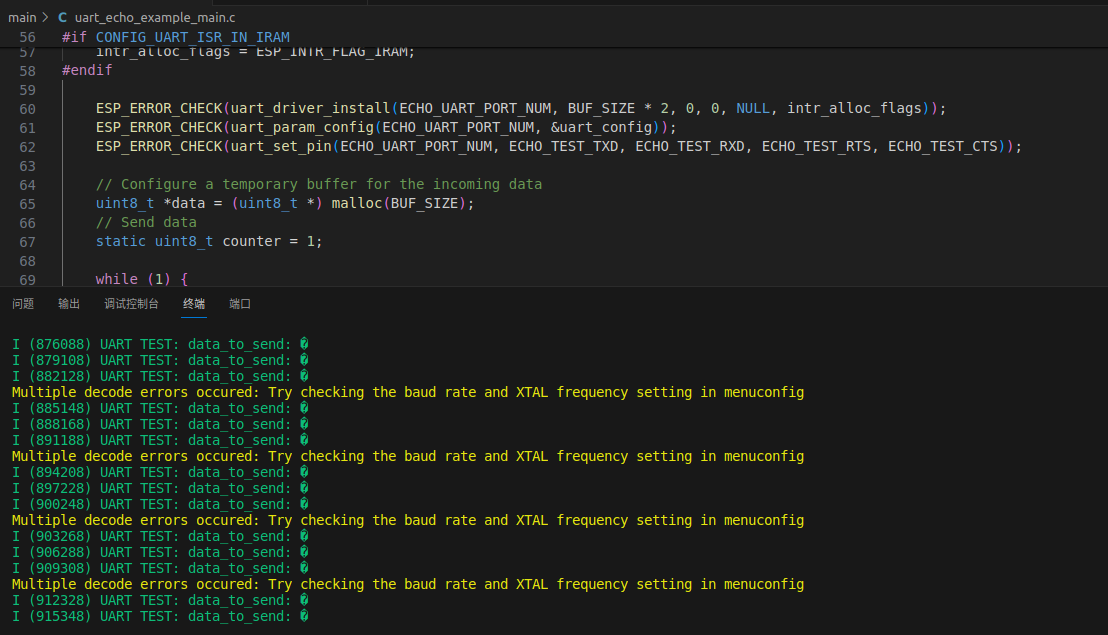 main > C uart_echo_example_main.c
56 #if CONFIG_UART_ISR_IN_IRAM
57 intr_alloc_flags = ESP_INTR_FLAG_IRAM;
58 #endif
59
60 ESP_ERROR_CHECK(uart_driver_install(ECHO_UART_PORT_NUM, BUF_SIZE * 2, 0, 0, NULL, intr_alloc_flags));
61 ESP_ERROR_CHECK(uart_param_config(ECHO_UART_PORT_NUM, &uart_config));
62 ESP_ERROR_CHECK(uart_set_pin(ECHO_UART_PORT_NUM, ECHO_TEST_TXD, ECHO_TEST_RXD, ECHO_TEST_RTS, ECHO_TEST_CTS));
63
64 // Configure a temporary buffer for the incoming data
65 uint8_t *data = (uint8_t *) malloc(BUF_SIZE);
66 // Send data
67 static uint8_t counter = 1;
68
69 while (1) {
问题 输出 调试控制台 终端 端口
I (876088) UART TEST: data_to_send: �
I (879108) UART TEST: data_to_send: �
I (882128) UART TEST: data_to_send: �
Multiple decode errors occured: Try checking the baud rate and XTAL frequency setting in menuconfig
I (885148) UART TEST: data_to_send: �
I (888168) UART TEST: data_to_send: �
I (891188) UART TEST: data_to_send: �
Multiple decode errors occured: Try checking the baud rate and XTAL frequency setting in menuconfig
I (894208) UART TEST: data_to_send: �
I (897228) UART TEST: data_to_send: �
I (900248) UART TEST: data_to_send: �
Multiple decode errors occured: Try checking the baud rate and XTAL frequency setting in menuconfig
I (903268) UART TEST: data_to_send: �
I (906288) UART TEST: data_to_send: �
I (909308) UART TEST: data_to_send: �
Multiple decode errors occured: Try checking the baud rate and XTAL frequency setting in menuconfig
I (912328) UART TEST: data_to_send: �
I (915348) UART TEST: data_to_send: �